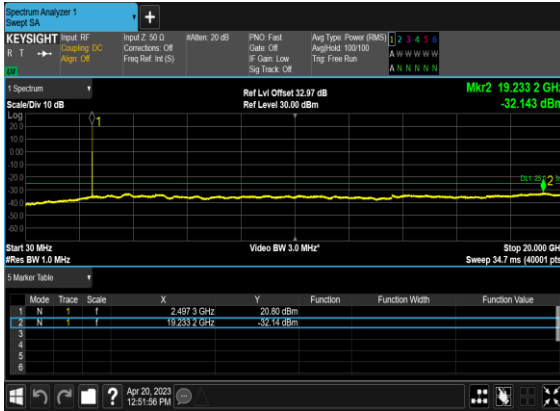 Spectrum Analyzer 1
Swept SA
+
KEYSIGHT Input: RF Input Z: 50 Ω #Atten: 20 dB PNO: Fast Avg Type: Power (RMS) 1 2 3 4 5 6
R T Coupling: DC Corrections: Off Gate: Off Avg|Hold: 100/100 A W W W W W
Align: Off Freq Ref: Int (S) IF Gain: Low Trig: Free Run
Sig Track: Off A N N N N N
1 Spectrum Ref Lvl Offset 32.97 dB Mkr2 19.233 2 GHz
Scale/Div 10 dB Ref Level 30.00 dBm -32.143 dBm
Log
1
20.0
10.0
0.00
-10.0
-20.0
2
-30.0
-40.0
-50.0
-60.0
Start 30 MHz Video BW 3.0 MHz* Stop 20.000 GH
#Res BW 1.0 MHz Sweep 34.7 ms (40001 pts
5 Marker Table
Mode Trace Scale X Y Function Function Width Function Value
1 N 1 f 2.497 3 GHz 20.80 dBm
2 N 1 f 19.233 2 GHz -32.14 dBm
3
4
5
6
? Apr 20, 2023
12:51:56 PM